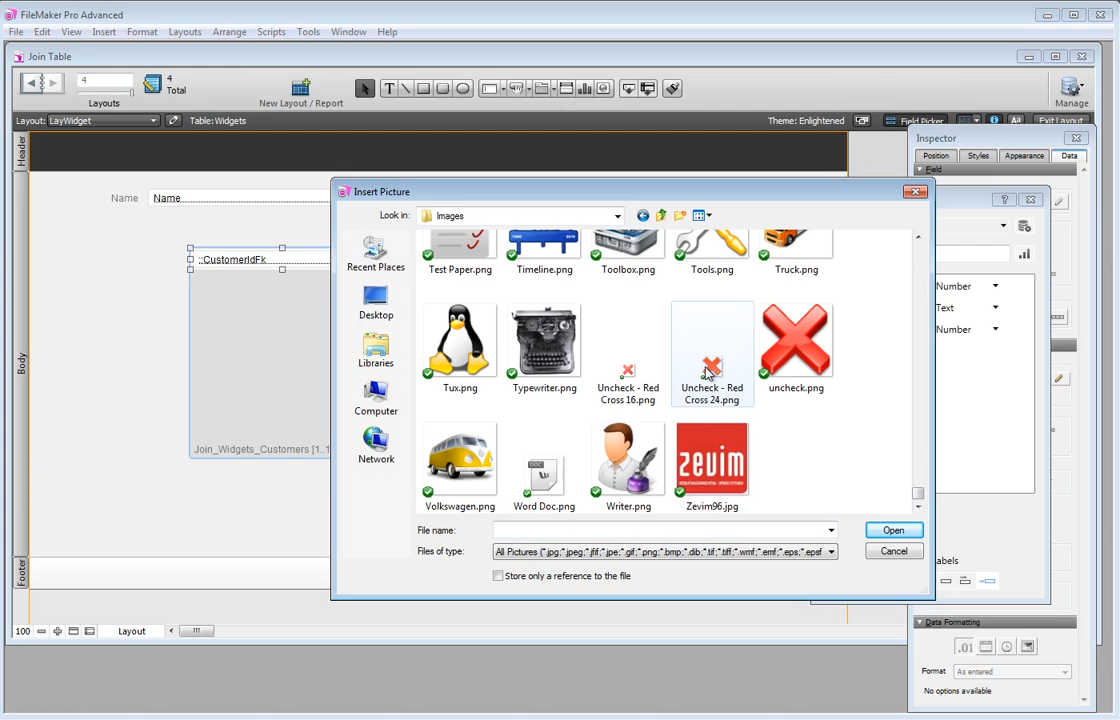 FileMaker Pro Advanced
File Edit View Insert Format Layouts Arrange Scripts Tools Window Help
Join Table
4
4
Total
Layouts
New Layout / Report
Manage
Layout: LayWidget
Table: Widgets
Theme: Enlightened
Field Picker
Aa
Exit Layout
Header
Inspector
Position Styles Appearance Data
Field
Name
Name
::CustomerIdFk
Join_Widgets_Customers [1..1
Body
Footer
Insert Picture
Look in: Images
Recent Places
Desktop
Libraries
Computer
Network
Test Paper.png
Timeline.png
Toolbox.png
Tools.png
Truck.png
Tux.png
Typewriter.png
Uncheck - Red
Cross 16.png
Uncheck - Red
Cross 24.png
uncheck.png
DOC
zevim
Volkswagen.png
Word Doc.png
Writer.png
Zevim96.jpg
File name:
Open
Files of type: All Pictures (*.jpg;*.jpeg;*.jfif;*.jpe;*.gif;*.png;*.bmp;*.dib;*.tif;*.tiff;*.wmf;*.emf;*.eps;*.epsf
Cancel
Store only a reference to the file
Number
Text
Number
abels
Data Formatting
.01
Format As entered
No options available
100
Layout